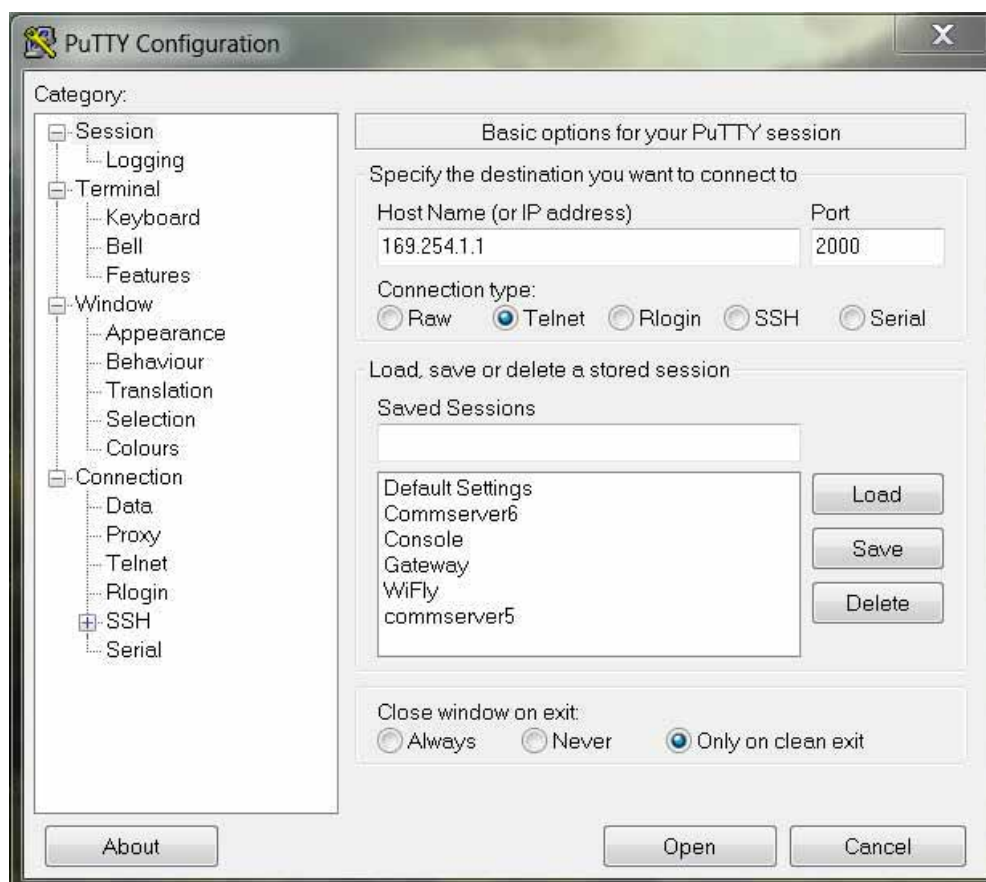 PuTTY Configuration
X
Category:
Session
Logging
Terminal
Keyboard
Bell
Features
Window
Appearance
Behaviour
Translation
Selection
Colours
Connection
Data
Proxy
Telnet
Rlogin
SSH
Serial
Basic options for your PuTTY session
Specify the destination you want to connect to
Host Name (or IP address) Port
169.254.1.1 2000
Connection type:
Raw Telnet Rlogin SSH Serial
Load, save or delete a stored session
Saved Sessions
Default Settings
Commserver6
Console
Gateway
WiFly
commserver5
Load
Save
Delete
Close window on exit:
Always Never Only on clean exit
About Open Cancel